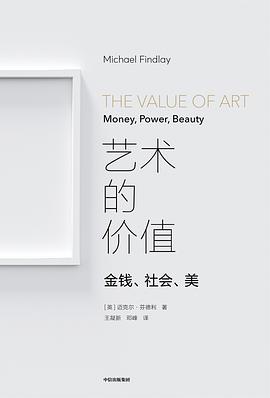 Michael Findlay
THE VALUE OF ART
Money, Power, Beauty
艺术
的
价值
金钱、社会、美
[英] 迈克尔·芬德利 著
王凝新 邓峰 译
中信出版集团